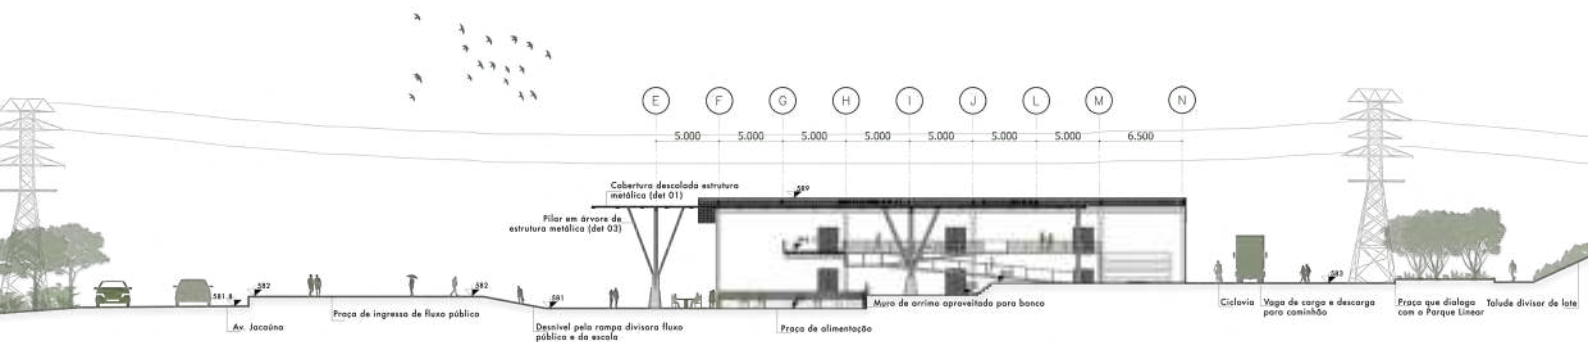 E F G H I J L M N
5.000 5.000 5.000 5.000 5.000 5.000 5.000 6.500
Cobertura descolada estrutura
metálica (det 01)
589
Pilar em árvore de
estrutura metálica (det 03)
581.8
582
582
581
583
Av. Jacaúna
Praça de ingresso de fluxo público
Desnível pela rampa divisora fluxo
público e da escola
Praça de alimentação
Muro de arrimo aproveitado para banco
Ciclovia
Vaga de carga e descarga
para caminhão
Praça que dialoga
com o Parque Linear
Talude divisor de lote